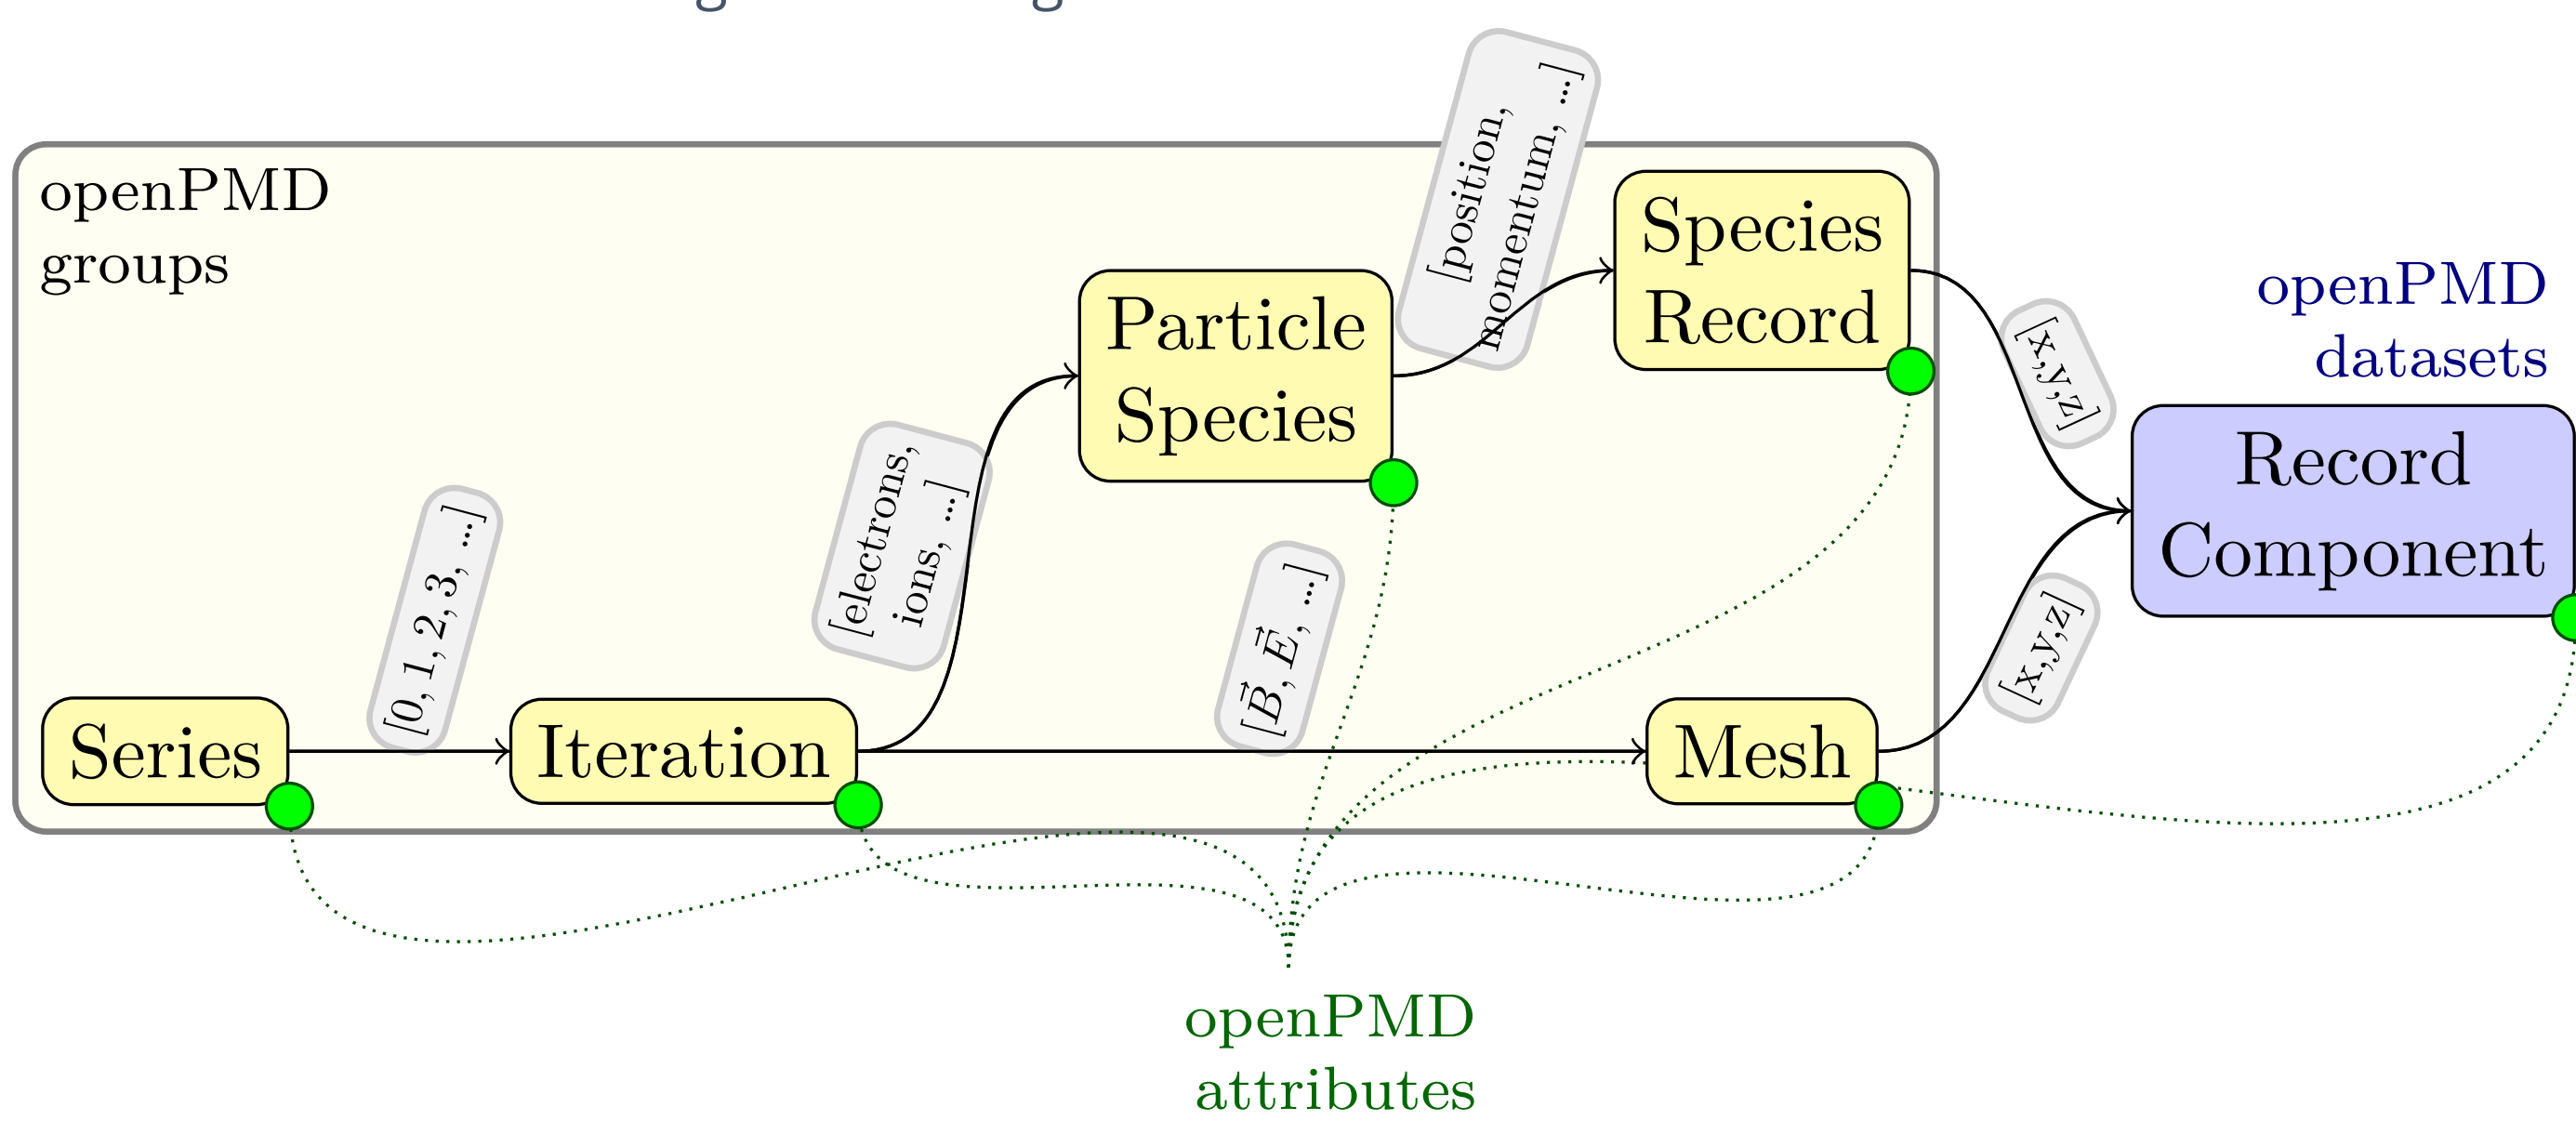 openPMD
groups
[position,
momentum, ...]
Species
Record
Particle
Species
openPMD
datasets
[x,y,z]
Record
Component
[electrons,
ions, ...]
[0, 1, 2, 3, ...]
[B⃗, E⃗, ...]
[x,y,z]
Series
Iteration
Mesh
openPMD
attributes